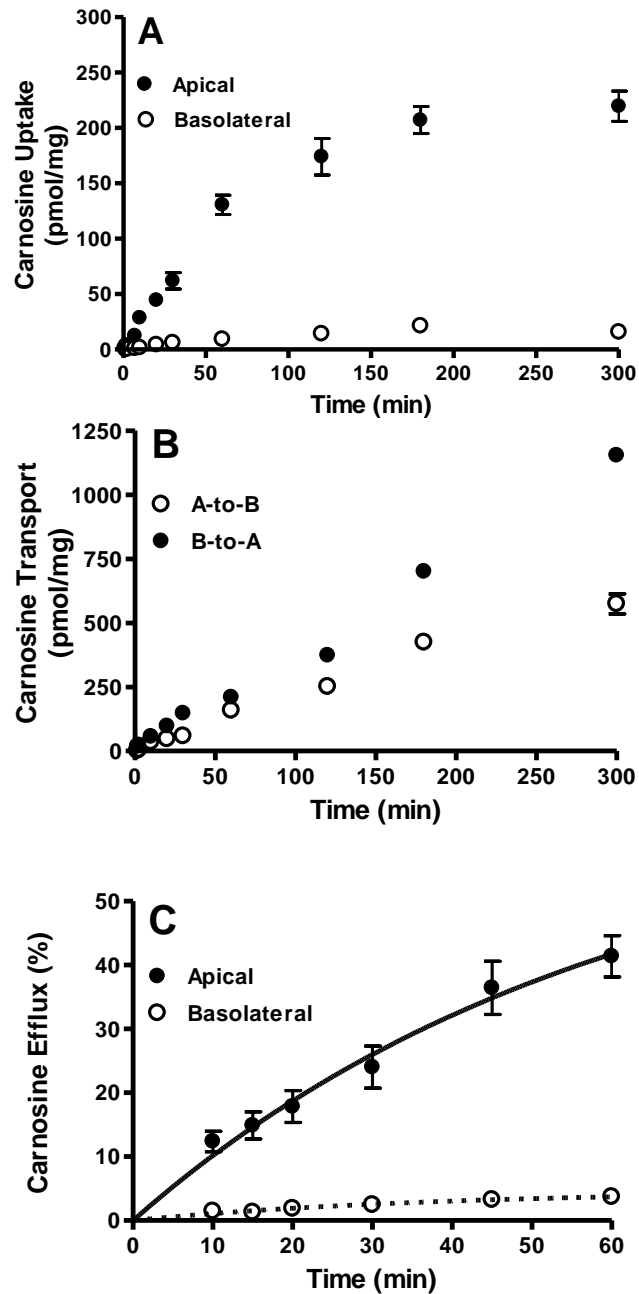 A
Apical
Basolateral
Carnosine Uptake
(pmol/mg)
300
250
200
150
100
50
0
0 50 100 150 200 250 300
Time (min)
B
A-to-B
B-to-A
Carnosine Transport
(pmol/mg)
1250
1000
750
500
250
0
0 50 100 150 200 250 300
Time (min)
C
Apical
Basolateral
Carnosine Efflux (%)
50
40
30
20
10
0
0 10 20 30 40 50 60
Time (min)